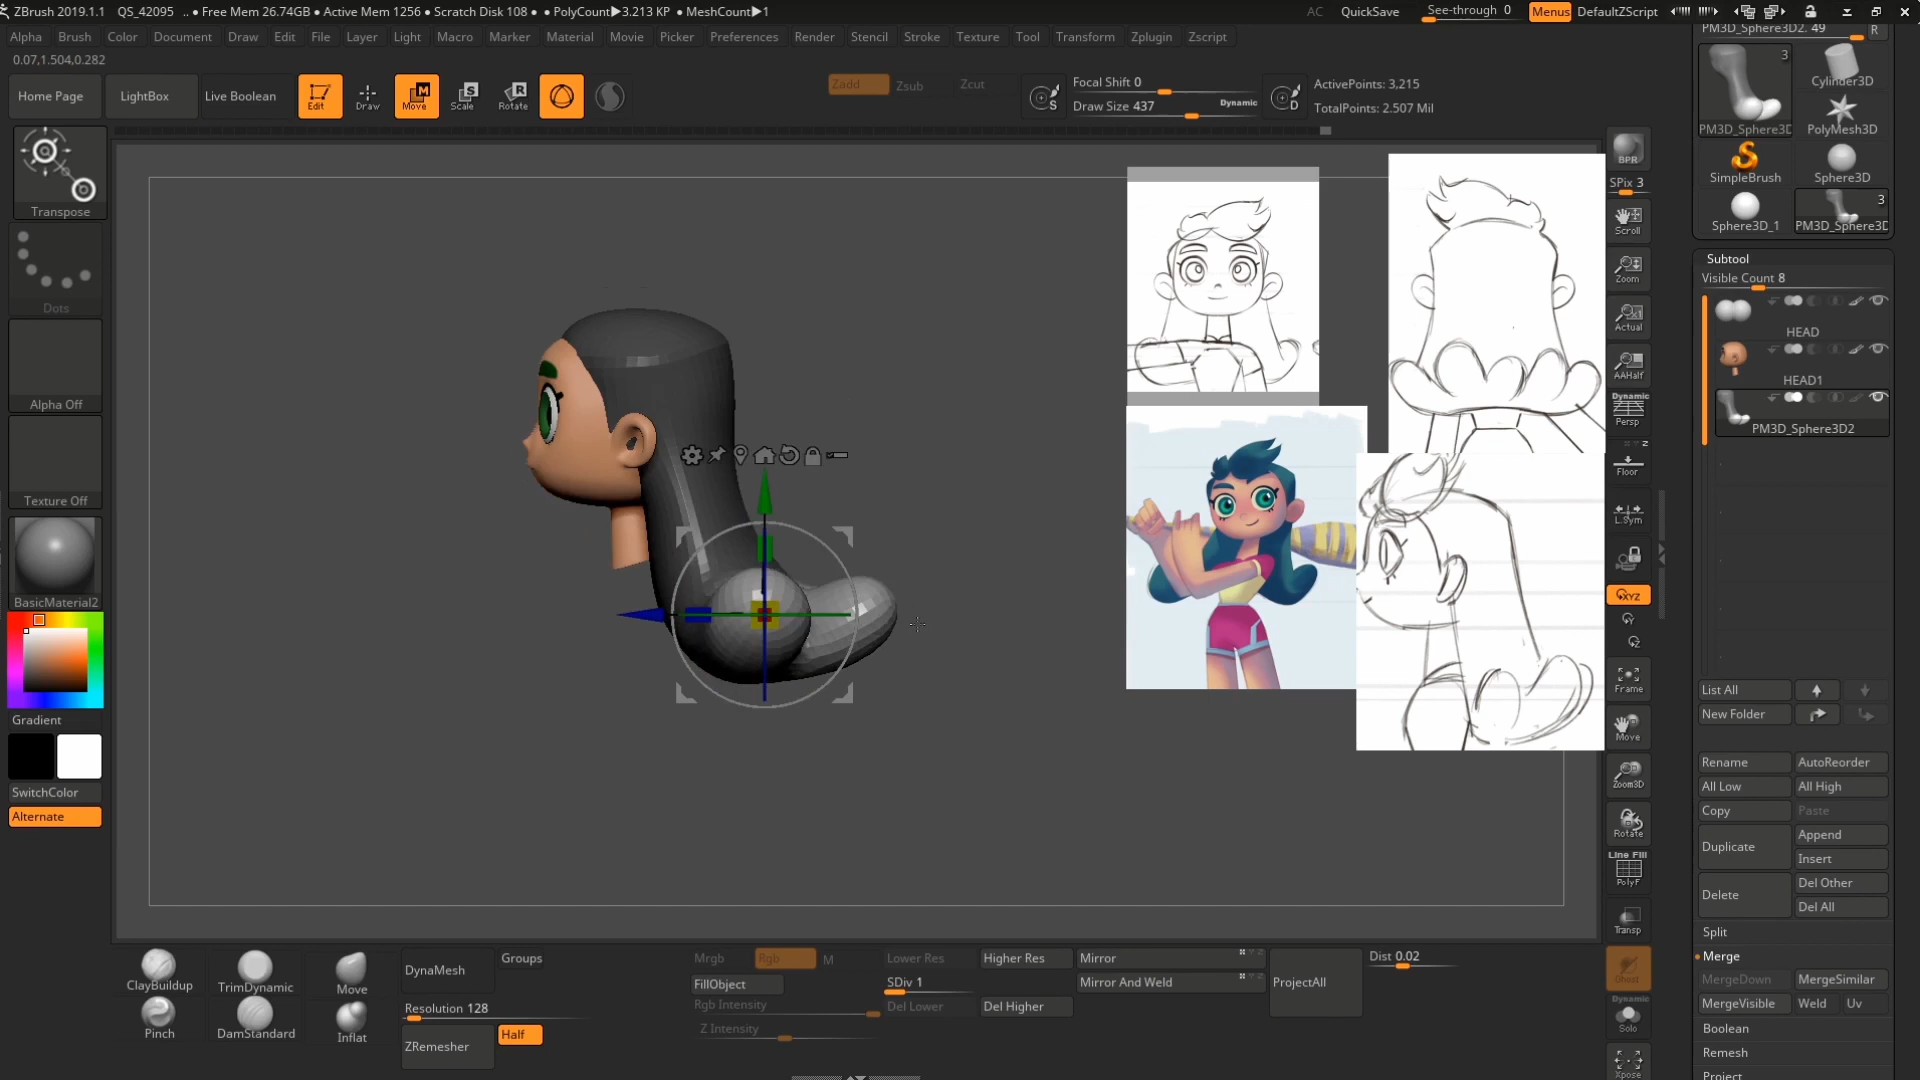 ZBrush 2019.1.1 QS_42095 .. • Free Mem 26.74GB • Active Mem 1256 • Scratch Disk 108 • • PolyCount▶3.213 KP • MeshCount▶1
AC QuickSave See-through 0 Menus DefaultZScript
Alpha Brush Color Document Draw Edit File Layer Light Macro Marker Material Movie Picker Preferences Render Stencil Stroke Texture Tool Transform Zplugin Zscript
0.07,1.504,0.282
Home Page LightBox Live Boolean Edit Draw Move Scale Rotate
M S R
Zadd Zsub Zcut
S Focal Shift 0
Draw Size 437 Dynamic
D ActivePoints: 3,215
TotalPoints: 2.507 Mil
Transpose
Dots
Alpha Off
Texture Off
BasicMaterial2
Gradient
SwitchColor
Alternate
BPR
SPix 3
Scroll
Zoom
Actual
AAHalf
Dynamic
Persp
Floor
L.Sym
XYZ
Frame
Move
Zoom3D
Rotate
Line Fill
PolyF
Transp
Ghost
Dynamic
Solo
Xpose
PM3D_Sphere3D2. 49 R
3
PM3D_Sphere3D
Cylinder3D
PolyMesh3D
SimpleBrush Sphere3D
3
Sphere3D_1 PM3D_Sphere3D
Subtool
Visible Count 8
HEAD
HEAD1
PM3D_Sphere3D2
List All
New Folder
Rename AutoReorder
All Low All High
Copy Paste
Duplicate Append
Insert
Delete Del Other
Del All
Split
Merge
MergeDown MergeSimilar
MergeVisible Weld Uv
Boolean
Remesh
Project
ClayBuildup TrimDynamic Move
Pinch DamStandard Inflat
DynaMesh Groups
Resolution 128
ZRemesher Half
Mrgb Rgb M
FillObject
Rgb Intensity
Z Intensity
Lower Res Higher Res
SDiv 1
Del Lower Del Higher
Mirror
Mirror And Weld
ProjectAll
Dist 0.02